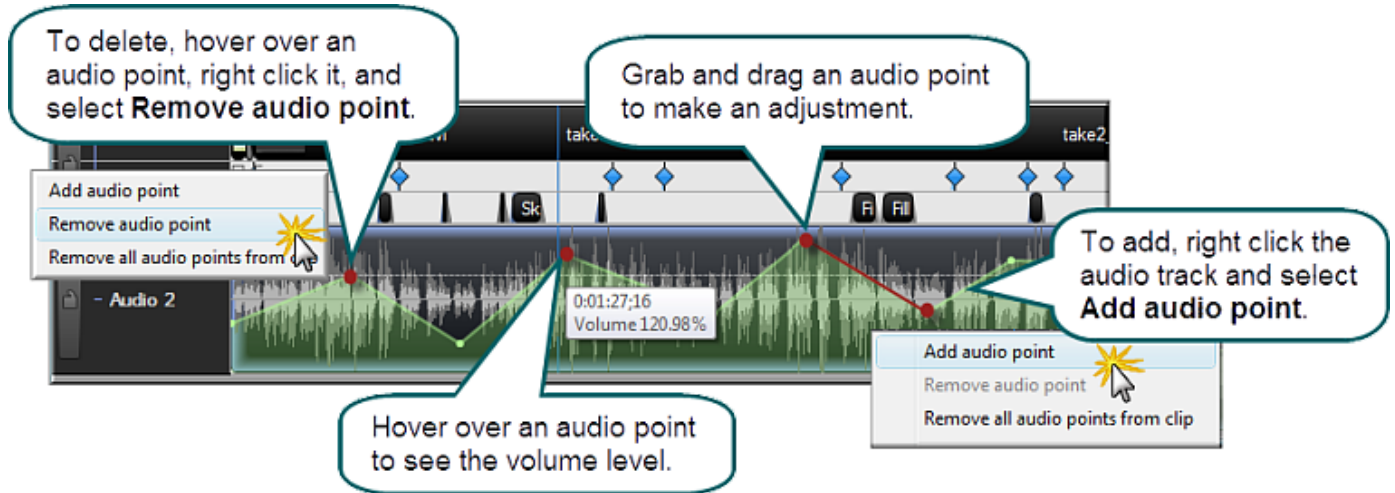 To delete, hover over an
audio point, right click it, and
select Remove audio point.
Grab and drag an audio point
to make an adjustment.
take2_
Add audio point
Remove audio point
Remove all audio points from
Sk
Fi
Fill
To add, right click the
audio track and select
Add audio point.
- Audio 2
0:01:27;16
Volume 120.98%
Add audio point
Remove audio point
Remove all audio points from clip
Hover over an audio point
to see the volume level.